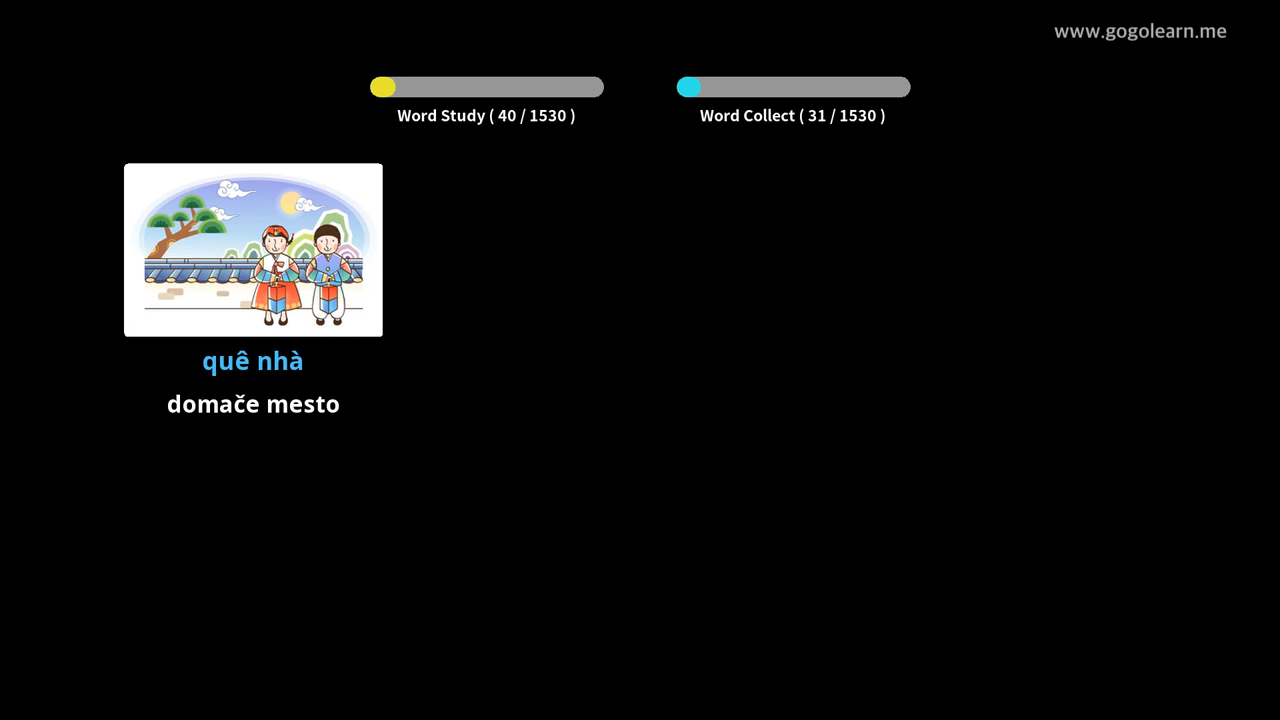 www.gogolearn.me
Word Study ( 40 / 1530 )
Word Collect ( 31 / 1530 )
quê nhà
domače mesto